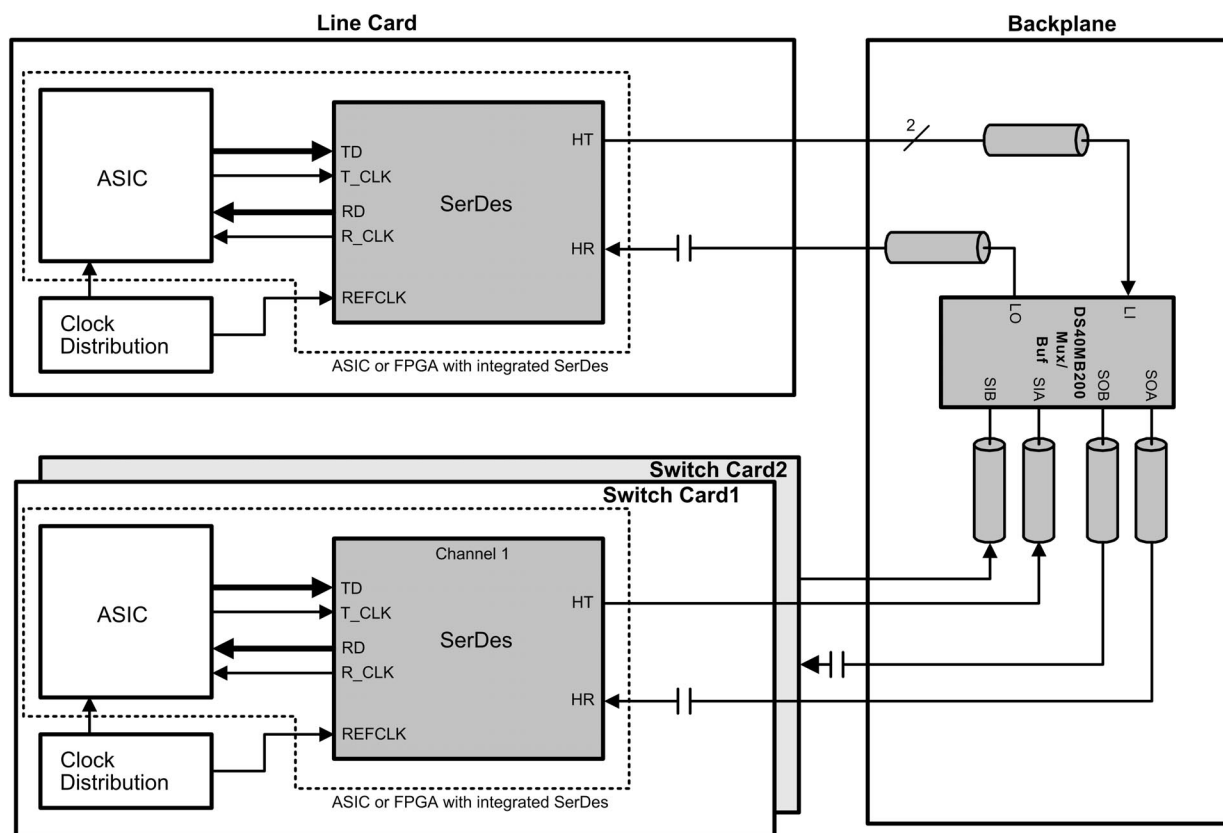 Line Card
Backplane
ASIC
TD
T_CLK
RD
R_CLK
REFCLK
SerDes
HT
HR
2
Clock
Distribution
ASIC or FPGA with integrated SerDes
LO
LI
DS40MB200
Mux/
Buf
SIB
SIA
SOB
SOA
Switch Card2
Switch Card1
ASIC
TD
T_CLK
RD
R_CLK
REFCLK
Channel 1
SerDes
HT
HR
Clock
Distribution
ASIC or FPGA with integrated SerDes